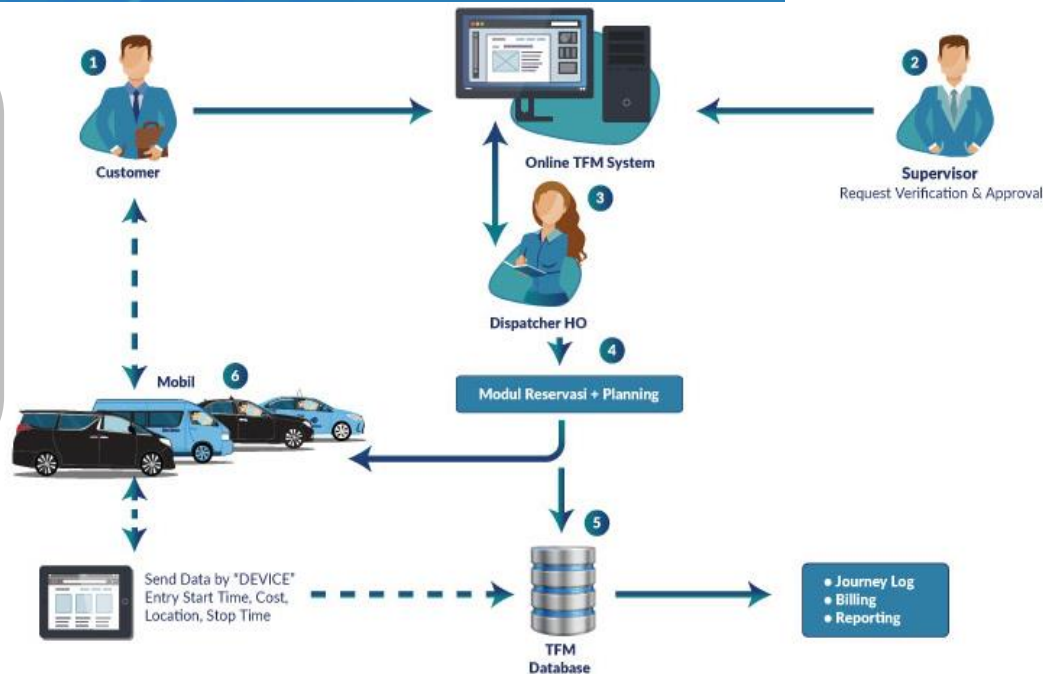 1
Customer
Online TFM System
2
Supervisor
Request Verification & Approval
3
Dispatcher HO
4
Modul Reservasi + Planning
Mobil
6
5
Send Data by "DEVICE"
Entry Start Time, Cost,
Location, Stop Time
TFM
Database
• Journey Log
• Billing
• Reporting